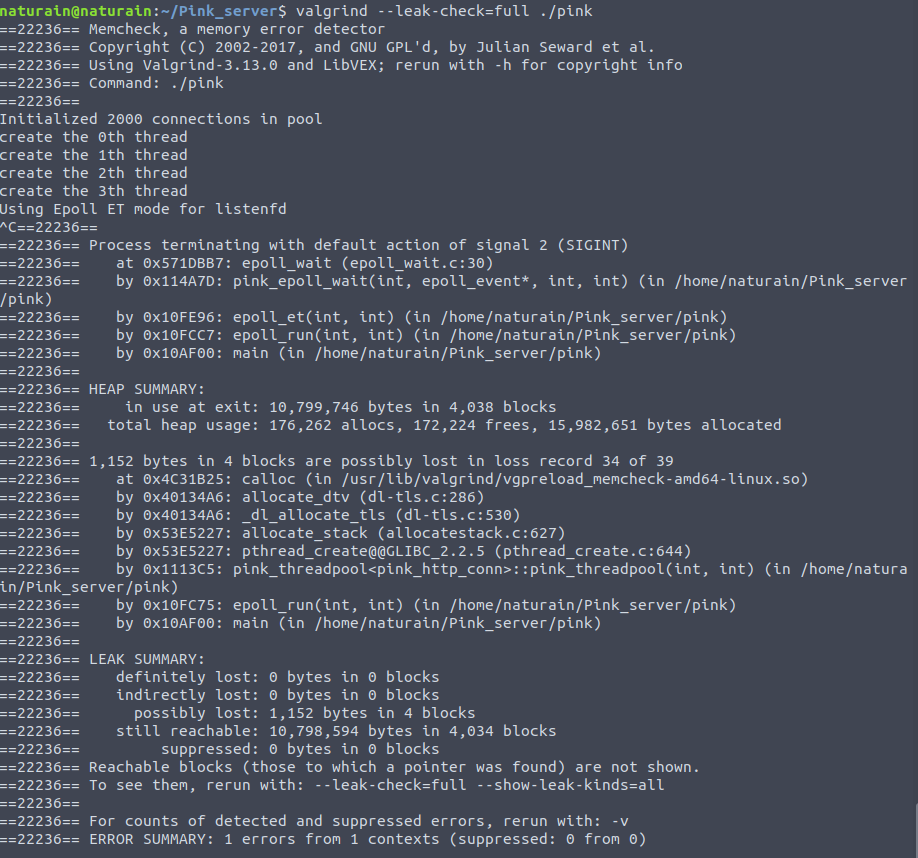 naturain@naturain:~/Pink_server$ valgrind --leak-check=full ./pink
==22236== Memcheck, a memory error detector
==22236== Copyright (C) 2002-2017, and GNU GPL'd, by Julian Seward et al.
==22236== Using Valgrind-3.13.0 and LibVEX; rerun with -h for copyright info
==22236== Command: ./pink
==22236==
Initialized 2000 connections in pool
create the 0th thread
create the 1th thread
create the 2th thread
create the 3th thread
Using Epoll ET mode for listenfd
^C==22236==
==22236== Process terminating with default action of signal 2 (SIGINT)
==22236==    at 0x571DBB7: epoll_wait (epoll_wait.c:30)
==22236==    by 0x114A7D: pink_epoll_wait(int, epoll_event*, int, int) (in /home/naturain/Pink_server
/pink)
==22236==    by 0x10FE96: epoll_et(int, int) (in /home/naturain/Pink_server/pink)
==22236==    by 0x10FCC7: epoll_run(int, int) (in /home/naturain/Pink_server/pink)
==22236==    by 0x10AF00: main (in /home/naturain/Pink_server/pink)
==22236==
==22236== HEAP SUMMARY:
==22236==     in use at exit: 10,799,746 bytes in 4,038 blocks
==22236==   total heap usage: 176,262 allocs, 172,224 frees, 15,982,651 bytes allocated
==22236==
==22236== 1,152 bytes in 4 blocks are possibly lost in loss record 34 of 39
==22236==    at 0x4C31B25: calloc (in /usr/lib/valgrind/vgpreload_memcheck-amd64-linux.so)
==22236==    by 0x40134A6: allocate_dtv (dl-tls.c:286)
==22236==    by 0x40134A6: _dl_allocate_tls (dl-tls.c:530)
==22236==    by 0x53E5227: allocate_stack (allocatestack.c:627)
==22236==    by 0x53E5227: pthread_create@@GLIBC_2.2.5 (pthread_create.c:644)
==22236==    by 0x1113C5: pink_threadpool<pink_http_conn>::pink_threadpool(int, int) (in /home/natura
in/Pink_server/pink)
==22236==    by 0x10FC75: epoll_run(int, int) (in /home/naturain/Pink_server/pink)
==22236==    by 0x10AF00: main (in /home/naturain/Pink_server/pink)
==22236==
==22236== LEAK SUMMARY:
==22236==    definitely lost: 0 bytes in 0 blocks
==22236==    indirectly lost: 0 bytes in 0 blocks
==22236==      possibly lost: 1,152 bytes in 4 blocks
==22236==    still reachable: 10,798,594 bytes in 4,034 blocks
==22236==         suppressed: 0 bytes in 0 blocks
==22236== Reachable blocks (those to which a pointer was found) are not shown.
==22236== To see them, rerun with: --leak-check=full --show-leak-kinds=all
==22236==
==22236== For counts of detected and suppressed errors, rerun with: -v
==22236== ERROR SUMMARY: 1 errors from 1 contexts (suppressed: 0 from 0)